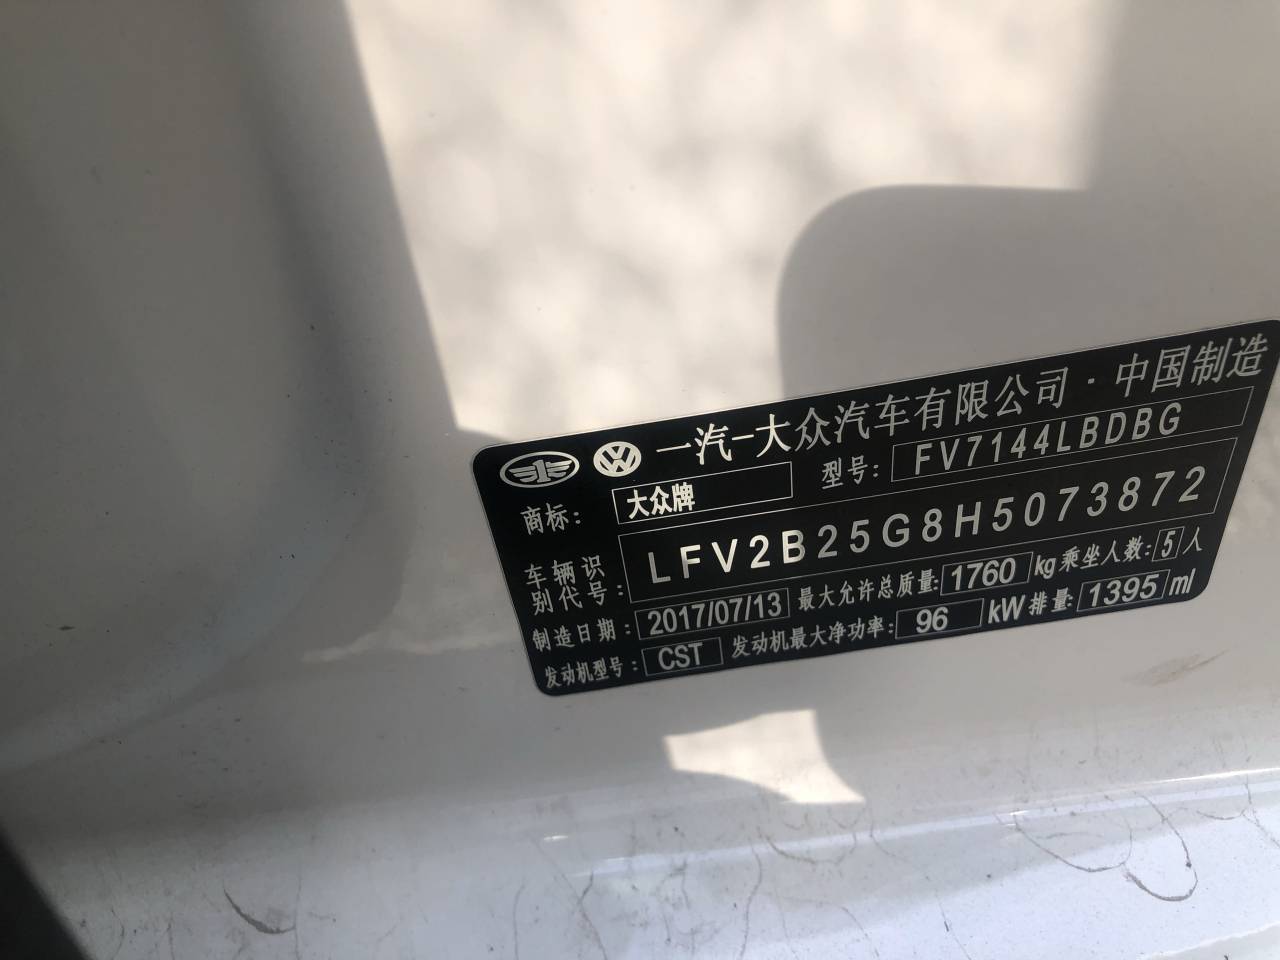 一汽-大众汽车有限公司·中国制造
商标: 大众牌 型号: FV7144LBDBG
车辆识别代号: LFV2B25G8H5073872
制造日期: 2017/07/13 最大允许总质量: 1760 kg 乘坐人数: 5 人
发动机型号: CST 发动机最大净功率: 96 kW 排量: 1395 ml